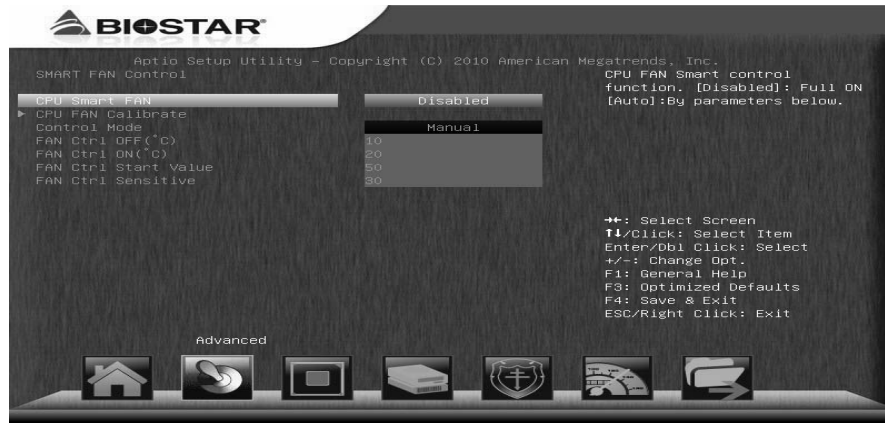 BIOSTAR®
Aptio Setup Utility – Copyright (C) 2010 American Megatrends, Inc.
SMART FAN Control
CPU Smart FAN Disabled
▶ CPU FAN Calibrate
Control Mode Manual
FAN Ctrl OFF(°C) 10
FAN Ctrl ON(°C) 20
FAN Ctrl Start Value 50
FAN Ctrl Sensitive 30
CPU FAN Smart control
function. [Disabled]: Full ON
[Auto]:By parameters below.
→←: Select Screen
↑↓/Click: Select Item
Enter/Dbl Click: Select
+/-: Change Opt.
F1: General Help
F3: Optimized Defaults
F4: Save & Exit
ESC/Right Click: Exit
Advanced